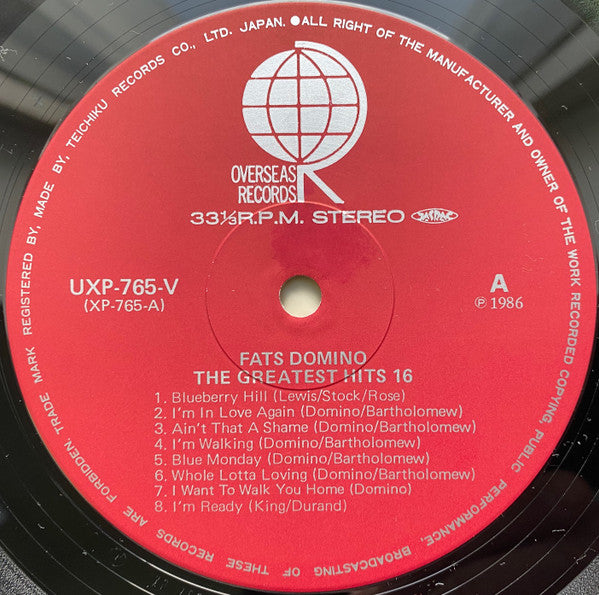 TRADE MARK REGISTERED BY, MADE BY, TEICHIKU RECORDS CO., LTD. JAPAN. ●ALL RIGHT OF THE MANUFACTURER AND OWNER OF THE WORK RECORDED COPYING, PUBLIC PERFORMANCE, BROADCASTING OF THESE RECORDS ARE FORBIDDEN.
R
OVERSEAS
RECORDS
33⅓R.P.M. STEREO JASRAC
UXP-765-V
(XP-765-A)
A
℗ 1986
FATS DOMINO
THE GREATEST HITS 16
1. Blueberry Hill (Lewis/Stock/Rose)
2. I'm In Love Again (Domino/Bartholomew)
3. Ain't That A Shame (Domino/Bartholomew)
4. I'm Walking (Domino/Bartholomew)
5. Blue Monday (Domino/Bartholomew)
6. Whole Lotta Loving (Domino/Bartholomew)
7. I Want To Walk You Home (Domino)
8. I'm Ready (King/Durand)